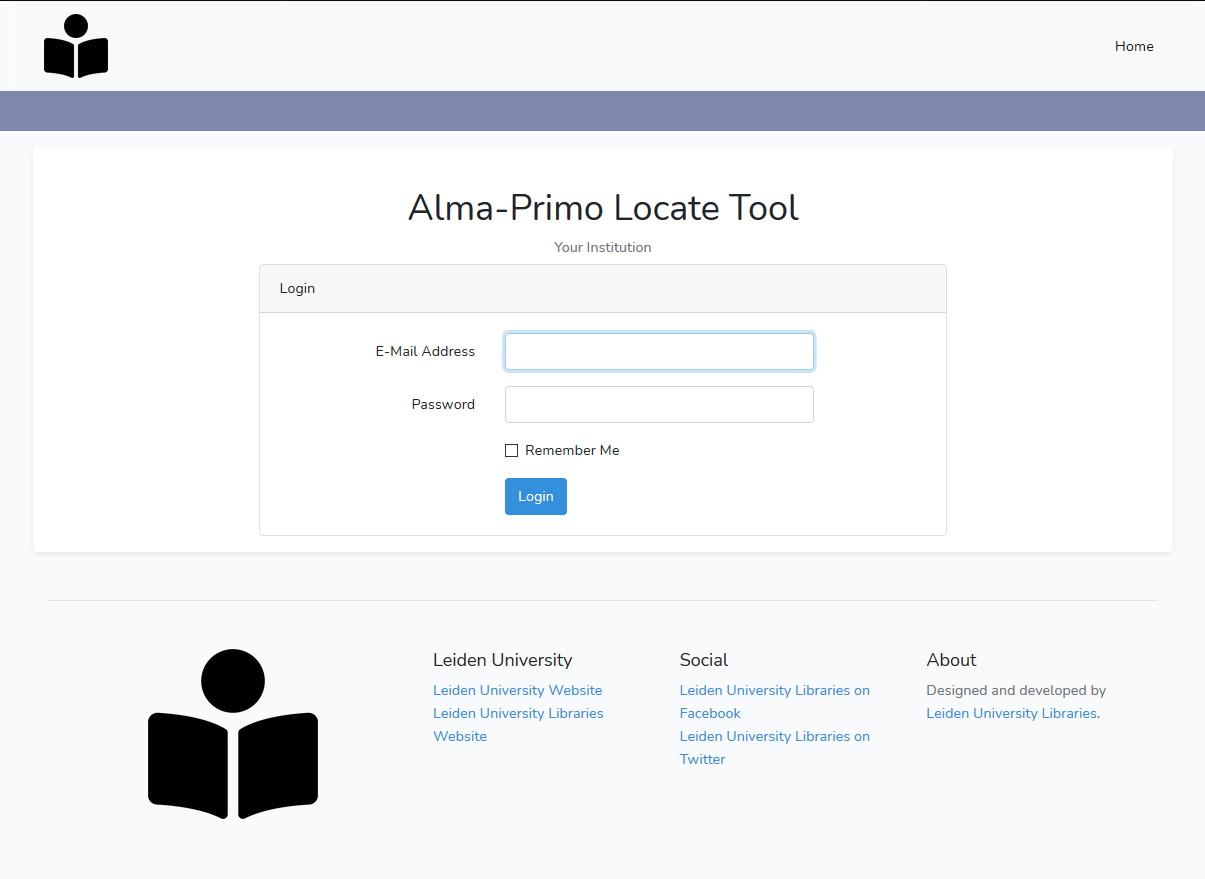 Home
Alma-Primo Locate Tool
Your Institution
Login
E-Mail Address
Password
Remember Me
Login
Leiden University
Leiden University Website
Leiden University Libraries
Website
Social
Leiden University Libraries on
Facebook
Leiden University Libraries on
Twitter
About
Designed and developed by
Leiden University Libraries.